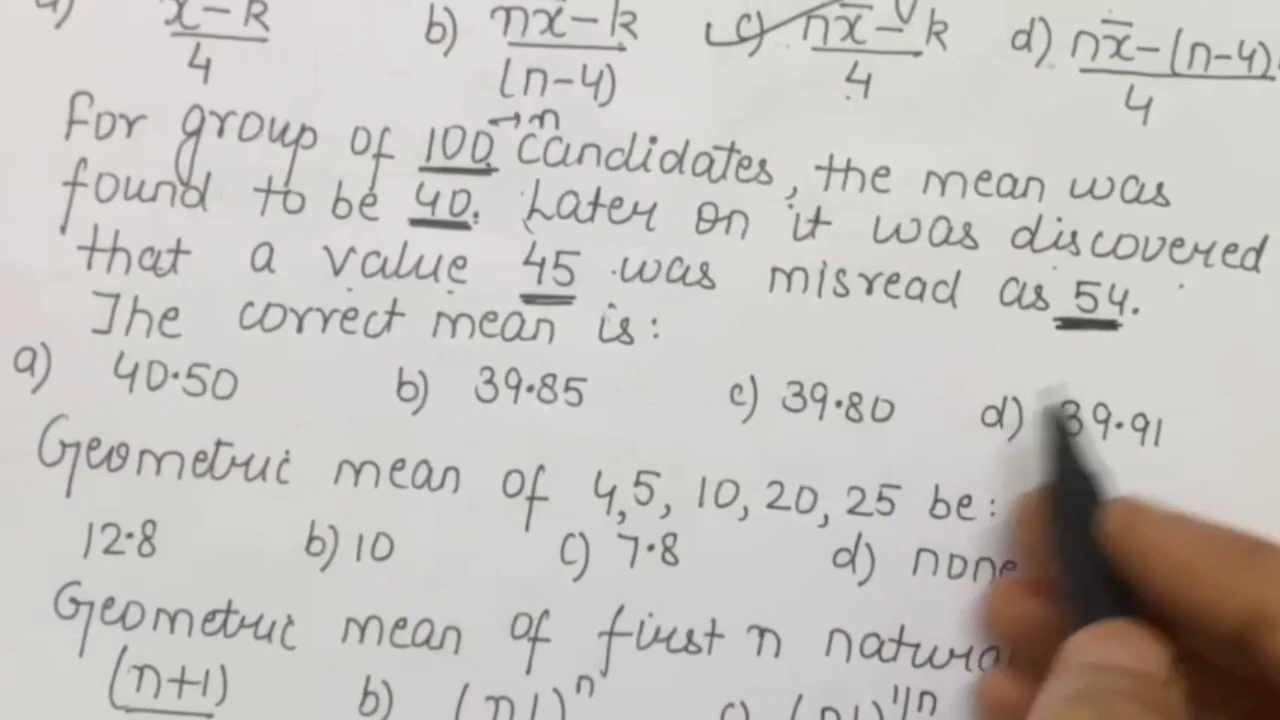 a) x̄-k/4 b) nx̄-k/(n-4) c) nx̄-k/4 d) nx̄-(n-4)/4
For group of 100 →n candidates, the mean was
found to be 40. Later on it was discovered
that a value 45 was misread as 54.
The correct mean is:
a) 40.50 b) 39.85 c) 39.80 d) 39.91
Geometric mean of 4,5, 10, 20, 25 be:
12.8 b) 10 c) 7.8 d) none
Geometric mean of first n
(n+1) b) (n!)^n c) (n!)^1/n